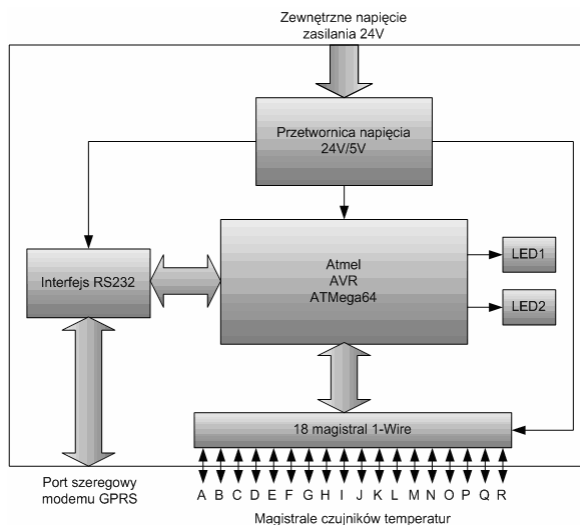 Zewnętrzne napięcie
zasilania 24V
Przetwornica napięcia
24V/5V
Interfejs RS232
Atmel
AVR
ATMega64
LED1
LED2
18 magistral 1-Wire
Port szeregowy
modemu GPRS
A B C D E F G H I J K L M N O P Q R
Magistrale czujników temperatur